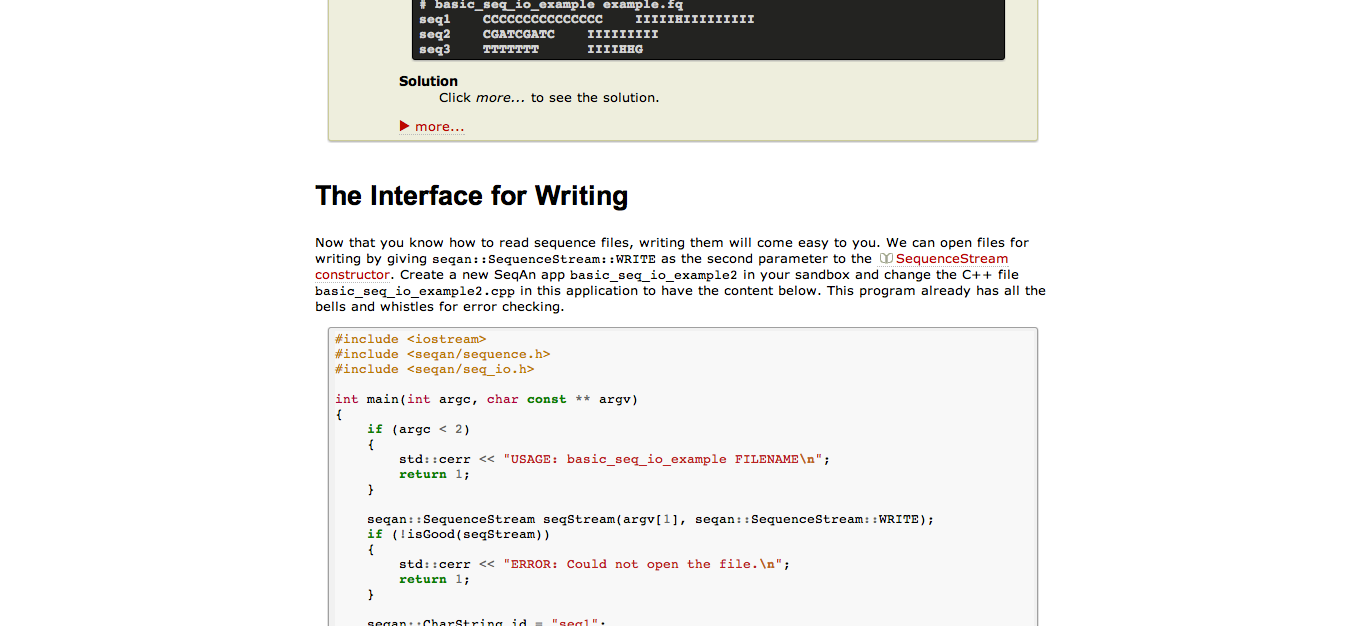 # basic_seq_io_example example.fq
seq1    CCCCCCCCCCCCCCC    IIIIIHIIIIIIIII
seq2    CGATCGATC    IIIIIIIII
seq3    TTTTTTT      IIIIHHG
Solution
Click more... to see the solution.
▶ more...
The Interface for Writing
Now that you know how to read sequence files, writing them will come easy to you. We can open files for
writing by giving seqan::SequenceStream::WRITE as the second parameter to the SequenceStream
constructor. Create a new SeqAn app basic_seq_io_example2 in your sandbox and change the C++ file
basic_seq_io_example2.cpp in this application to have the content below. This program already has all the
bells and whistles for error checking.
#include <iostream>
#include <seqan/sequence.h>
#include <seqan/seq_io.h>
int main(int argc, char const ** argv)
{
    if (argc < 2)
    {
        std::cerr << "USAGE: basic_seq_io_example FILENAME\n";
        return 1;
    }
    seqan::SequenceStream seqStream(argv[1], seqan::SequenceStream::WRITE);
    if (!isGood(seqStream))
    {
        std::cerr << "ERROR: Could not open the file.\n";
        return 1;
    }
    seqan::CharString id = "seq1";